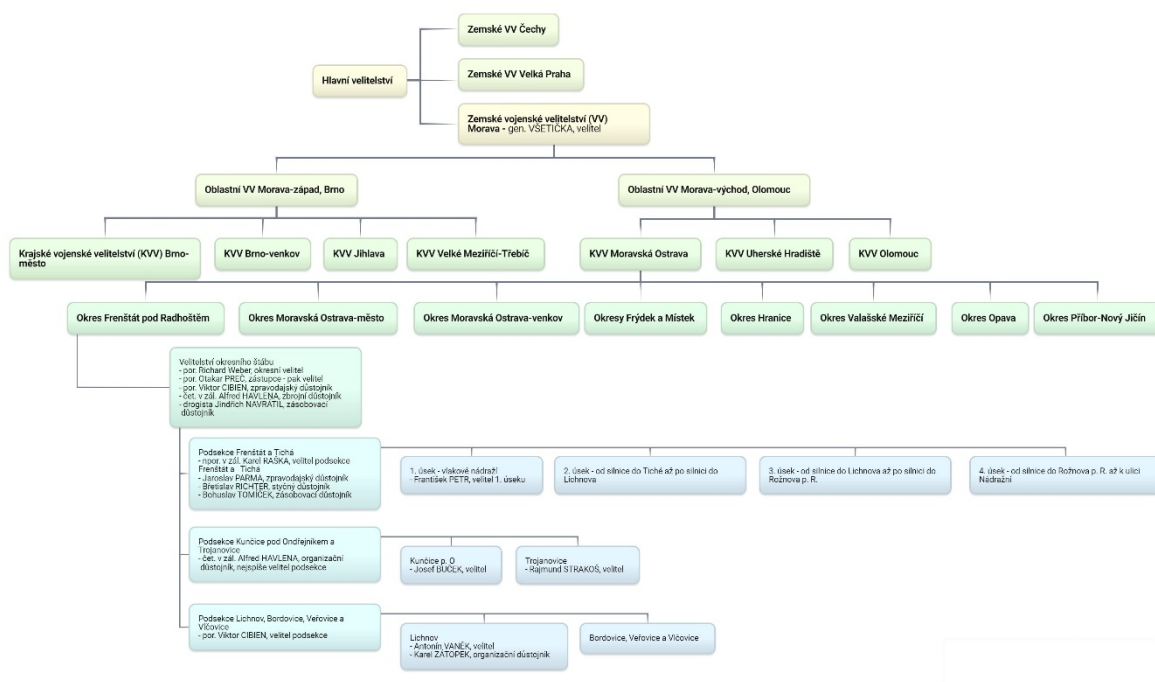 Zemské VV Čechy
Hlavní velitelství
Zemské VV Velká Praha
Zemské vojenské velitelství (VV)
Morava - gen. VŠETIČKA, velitel
Oblastní VV Morava-západ, Brno
Oblastní VV Morava-východ, Olomouc
Krajské vojenské velitelství (KVV) Brno-
město
KVV Brno-venkov
KVV Jihlava
KVV Velké Meziříčí-Třebíč
KVV Moravská Ostrava
KVV Uherské Hradiště
KVV Olomouc
Okres Frenštát pod Radhoštěm
Okres Moravská Ostrava-město
Okres Moravská Ostrava-venkov
Okresy Frýdek a Místek
Okres Hranice
Okres Valašské Meziříčí
Okres Opava
Okres Příbor-Nový Jičín
Velitelství okresního štábu
- por. Richard Weber, okresní velitel
- por. Otakar PREČ, zástupce - pak velitel
- por. Viktor CIBIEN, zpravodajský důstojník
- čet. v zál. Alfred HAVLENA, zbrojní důstojník
- drogista Jindřich NAVRÁTIL, zásobovací
důstojník
Podsekce Frenštát a Tichá
- npor. v zál. Karel RAŠKA, velitel podsekce
Frenštát a Tichá
- Jaroslav PARMA, zpravodajský důstojník
- Břetislav RICHTER, styčný důstojník
- Bohuslav TOMÍČEK, zásobovací důstojník
1. úsek - vlakové nádraží
- František PETR, velitel 1. úseku
2. úsek - od silnice do Tiché až po silnici do
Lichnova
3. úsek - od silnice do Lichnova až po silnici do
Rožnova p. R.
4. úsek - od silnice do Rožnova p. R. až k ulici
Nádražní
Podsekce Kunčice pod Ondřejníkem a
Trojanovice
- čet. v zál. Alfred HAVLENA, organizační
důstojník, nejspíše velitel podsekce
Kunčice p. O
- Josef BUČEK, velitel
Trojanovice
- Rajmund STRAKOŠ, velitel
Podsekce Lichnov, Bordovice, Veřovice a
Vlčovice
- por. Viktor CIBIEN, velitel podsekce
Lichnov
- Antonín VANĚK, velitel
- Karel ZÁTOPEK, organizační důstojník
Bordovice, Veřovice a Vlčovice